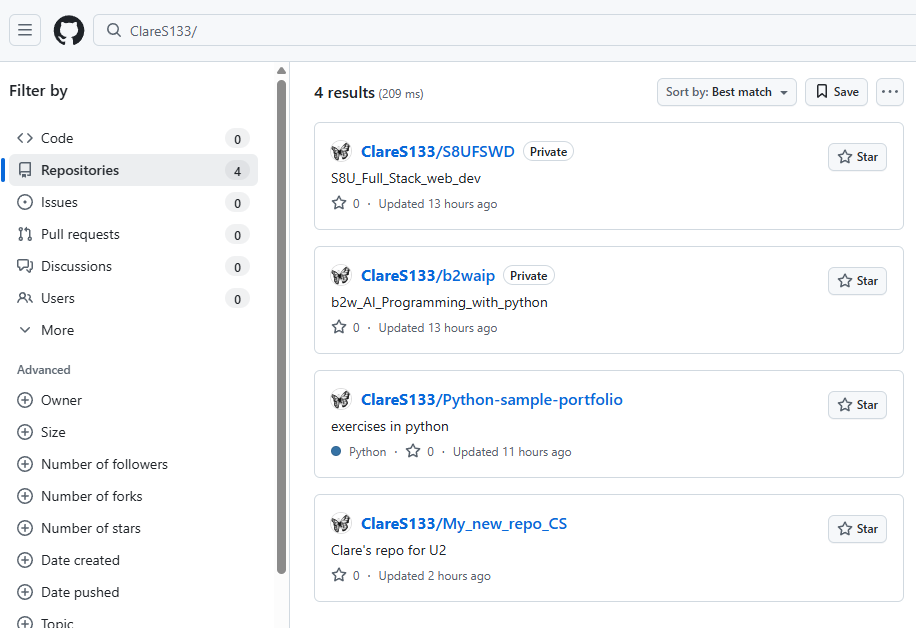 ClareS133/
Filter by
Code 0
Repositories 4
Issues 0
Pull requests 0
Discussions 0
Users 0
More
Advanced
Owner
Size
Number of followers
Number of forks
Number of stars
Date created
Date pushed
Topic
4 results (209 ms)
Sort by: Best match
Save
ClareS133/S8UFSWD Private
Star
S8U_Full_Stack_web_dev
0 · Updated 13 hours ago
ClareS133/b2waip Private
Star
b2w_AI_Programming_with_python
0 · Updated 13 hours ago
ClareS133/Python-sample-portfolio
Star
exercises in python
Python · 0 · Updated 11 hours ago
ClareS133/My_new_repo_CS
Star
Clare's repo for U2
0 · Updated 2 hours ago